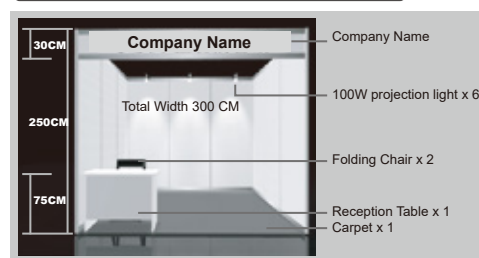 30CM
Company Name
Company Name
100W projection light x 6
Total Width 300 CM
250CM
Folding Chair x 2
75CM
Reception Table x 1
Carpet x 1